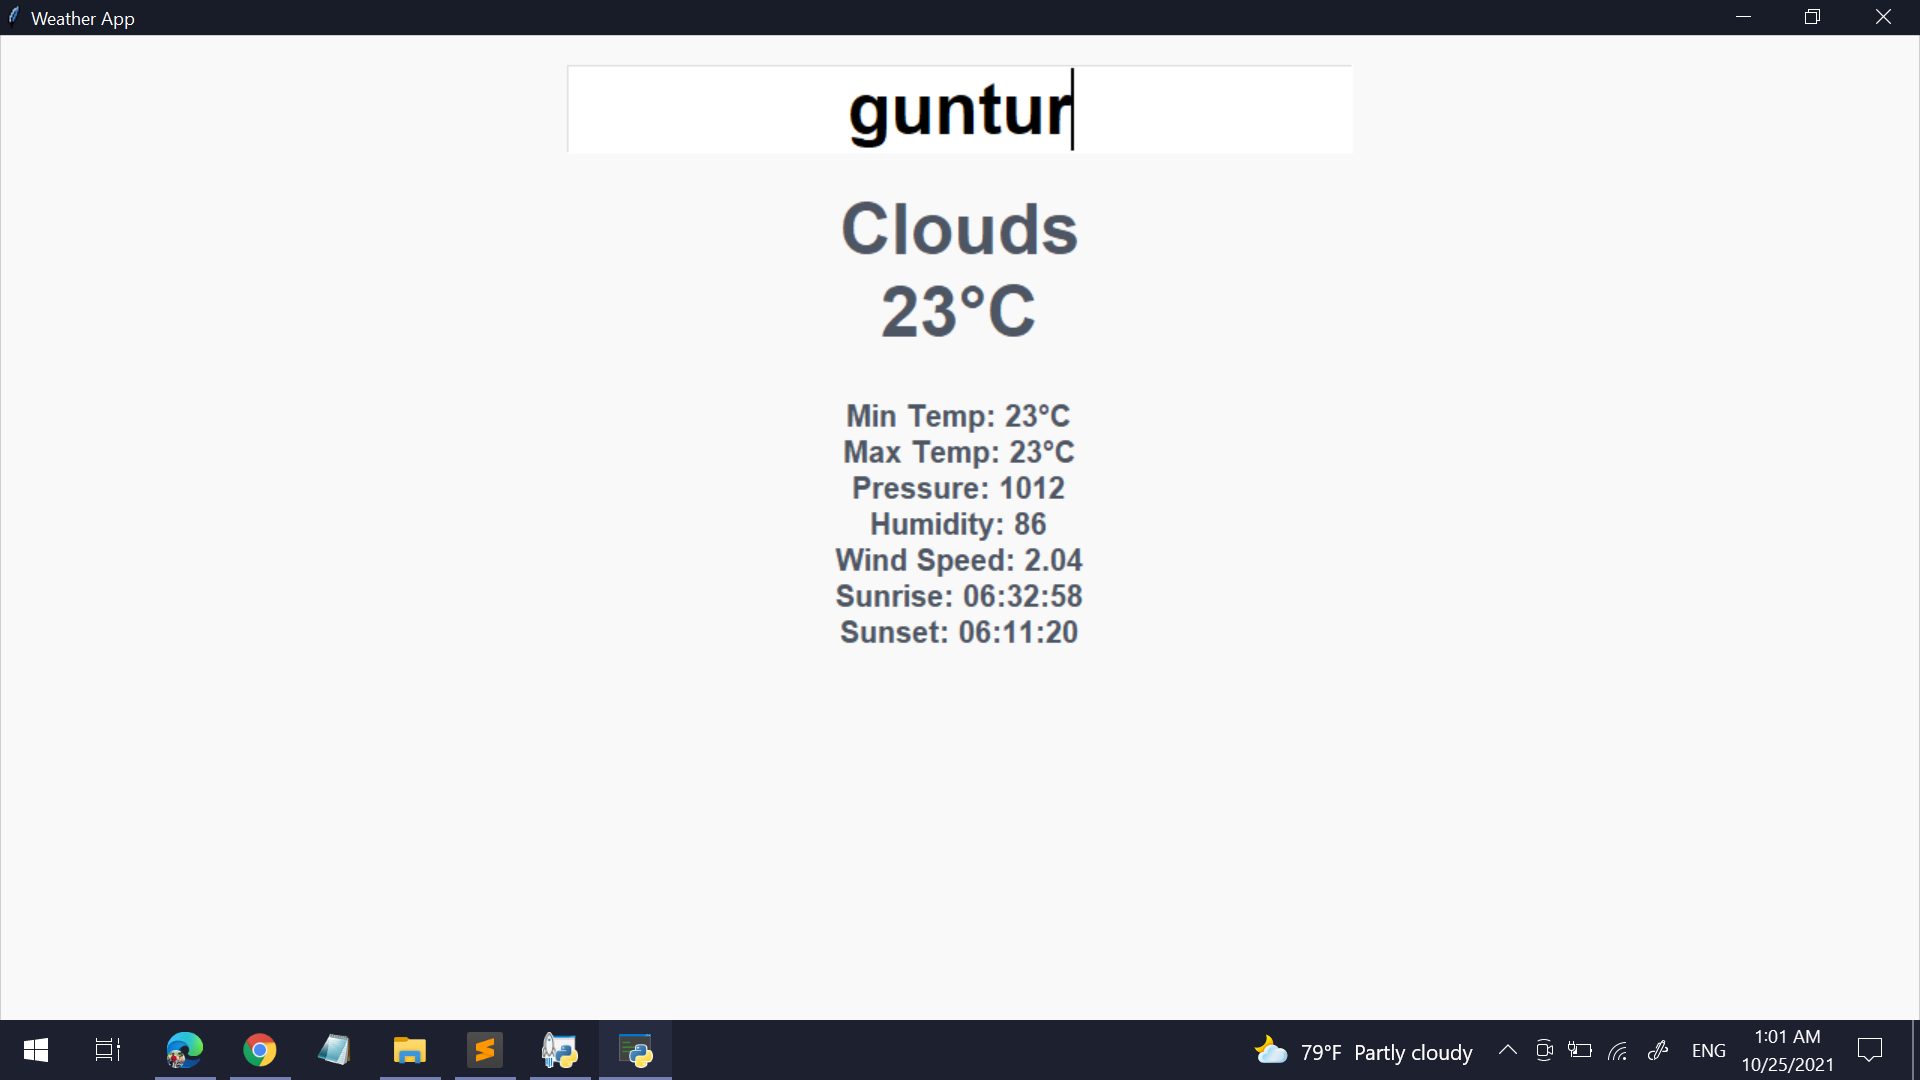 Weather App
guntur
Clouds
23°C
Min Temp: 23°C
Max Temp: 23°C
Pressure: 1012
Humidity: 86
Wind Speed: 2.04
Sunrise: 06:32:58
Sunset: 06:11:20
79°F Partly cloudy
ENG
1:01 AM
10/25/2021